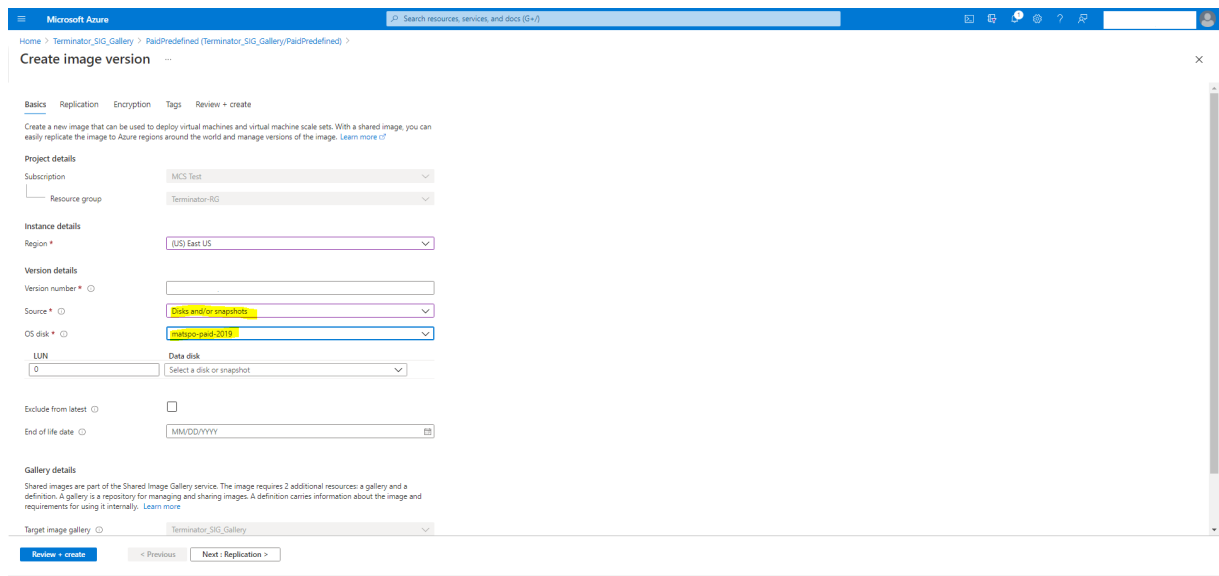 Microsoft Azure
Search resources, services, and docs (G+/)
1
Home > Terminator_SIG_Gallery > PaidPredefined (Terminator_SIG_Gallery/PaidPredefined) >
Create image version ...
Basics Replication Encryption Tags Review + create
Create a new image that can be used to deploy virtual machines and virtual machine scale sets. With a shared image, you can
easily replicate the image to Azure regions around the world and manage versions of the image. Learn more
Project details
Subscription MCS Test
Resource group Terminator-RG
Instance details
Region * (US) East US
Version details
Version number *
Source * Disks and/or snapshots
OS disk * matspo-paid-2019
LUN Data disk
0 Select a disk or snapshot
Exclude from latest
End of life date MM/DD/YYYY
Gallery details
Shared images are part of the Shared Image Gallery service. The image requires 2 additional resources: a gallery and a
definition. A gallery is a repository for managing and sharing images. A definition carries information about the image and
requirements for using it internally. Learn more
Target image gallery Terminator_SIG_Gallery
Review + create < Previous Next : Replication >